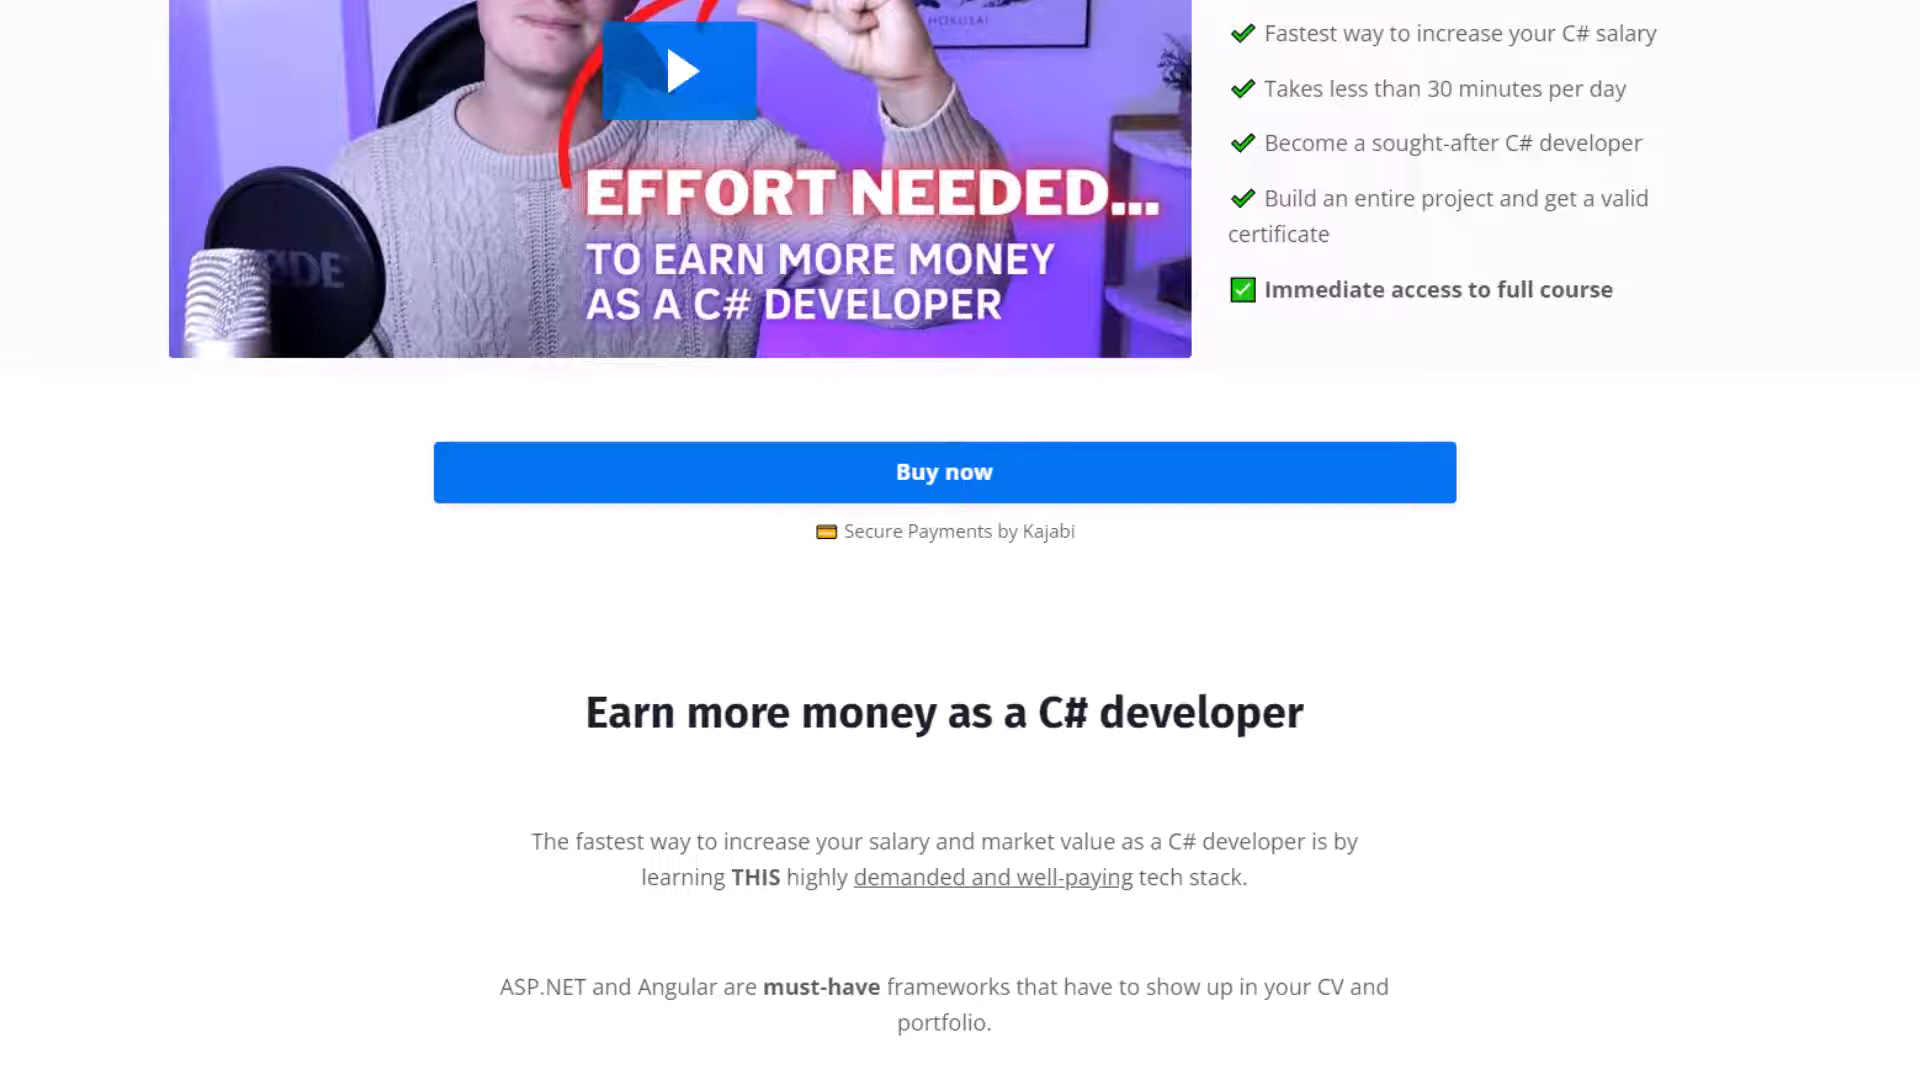 HOKUSAI
✔ Fastest way to increase your C# salary
✔ Takes less than 30 minutes per day
✔ Become a sought-after C# developer
✔ Build an entire project and get a valid
certificate
✅ Immediate access to full course
EFFORT NEEDED...
TO EARN MORE MONEY
AS A C# DEVELOPER
Buy now
💳 Secure Payments by Kajabi
Earn more money as a C# developer
The fastest way to increase your salary and market value as a C# developer is by
learning THIS highly demanded and well-paying tech stack.
ASP.NET and Angular are must-have frameworks that have to show up in your CV and
portfolio.